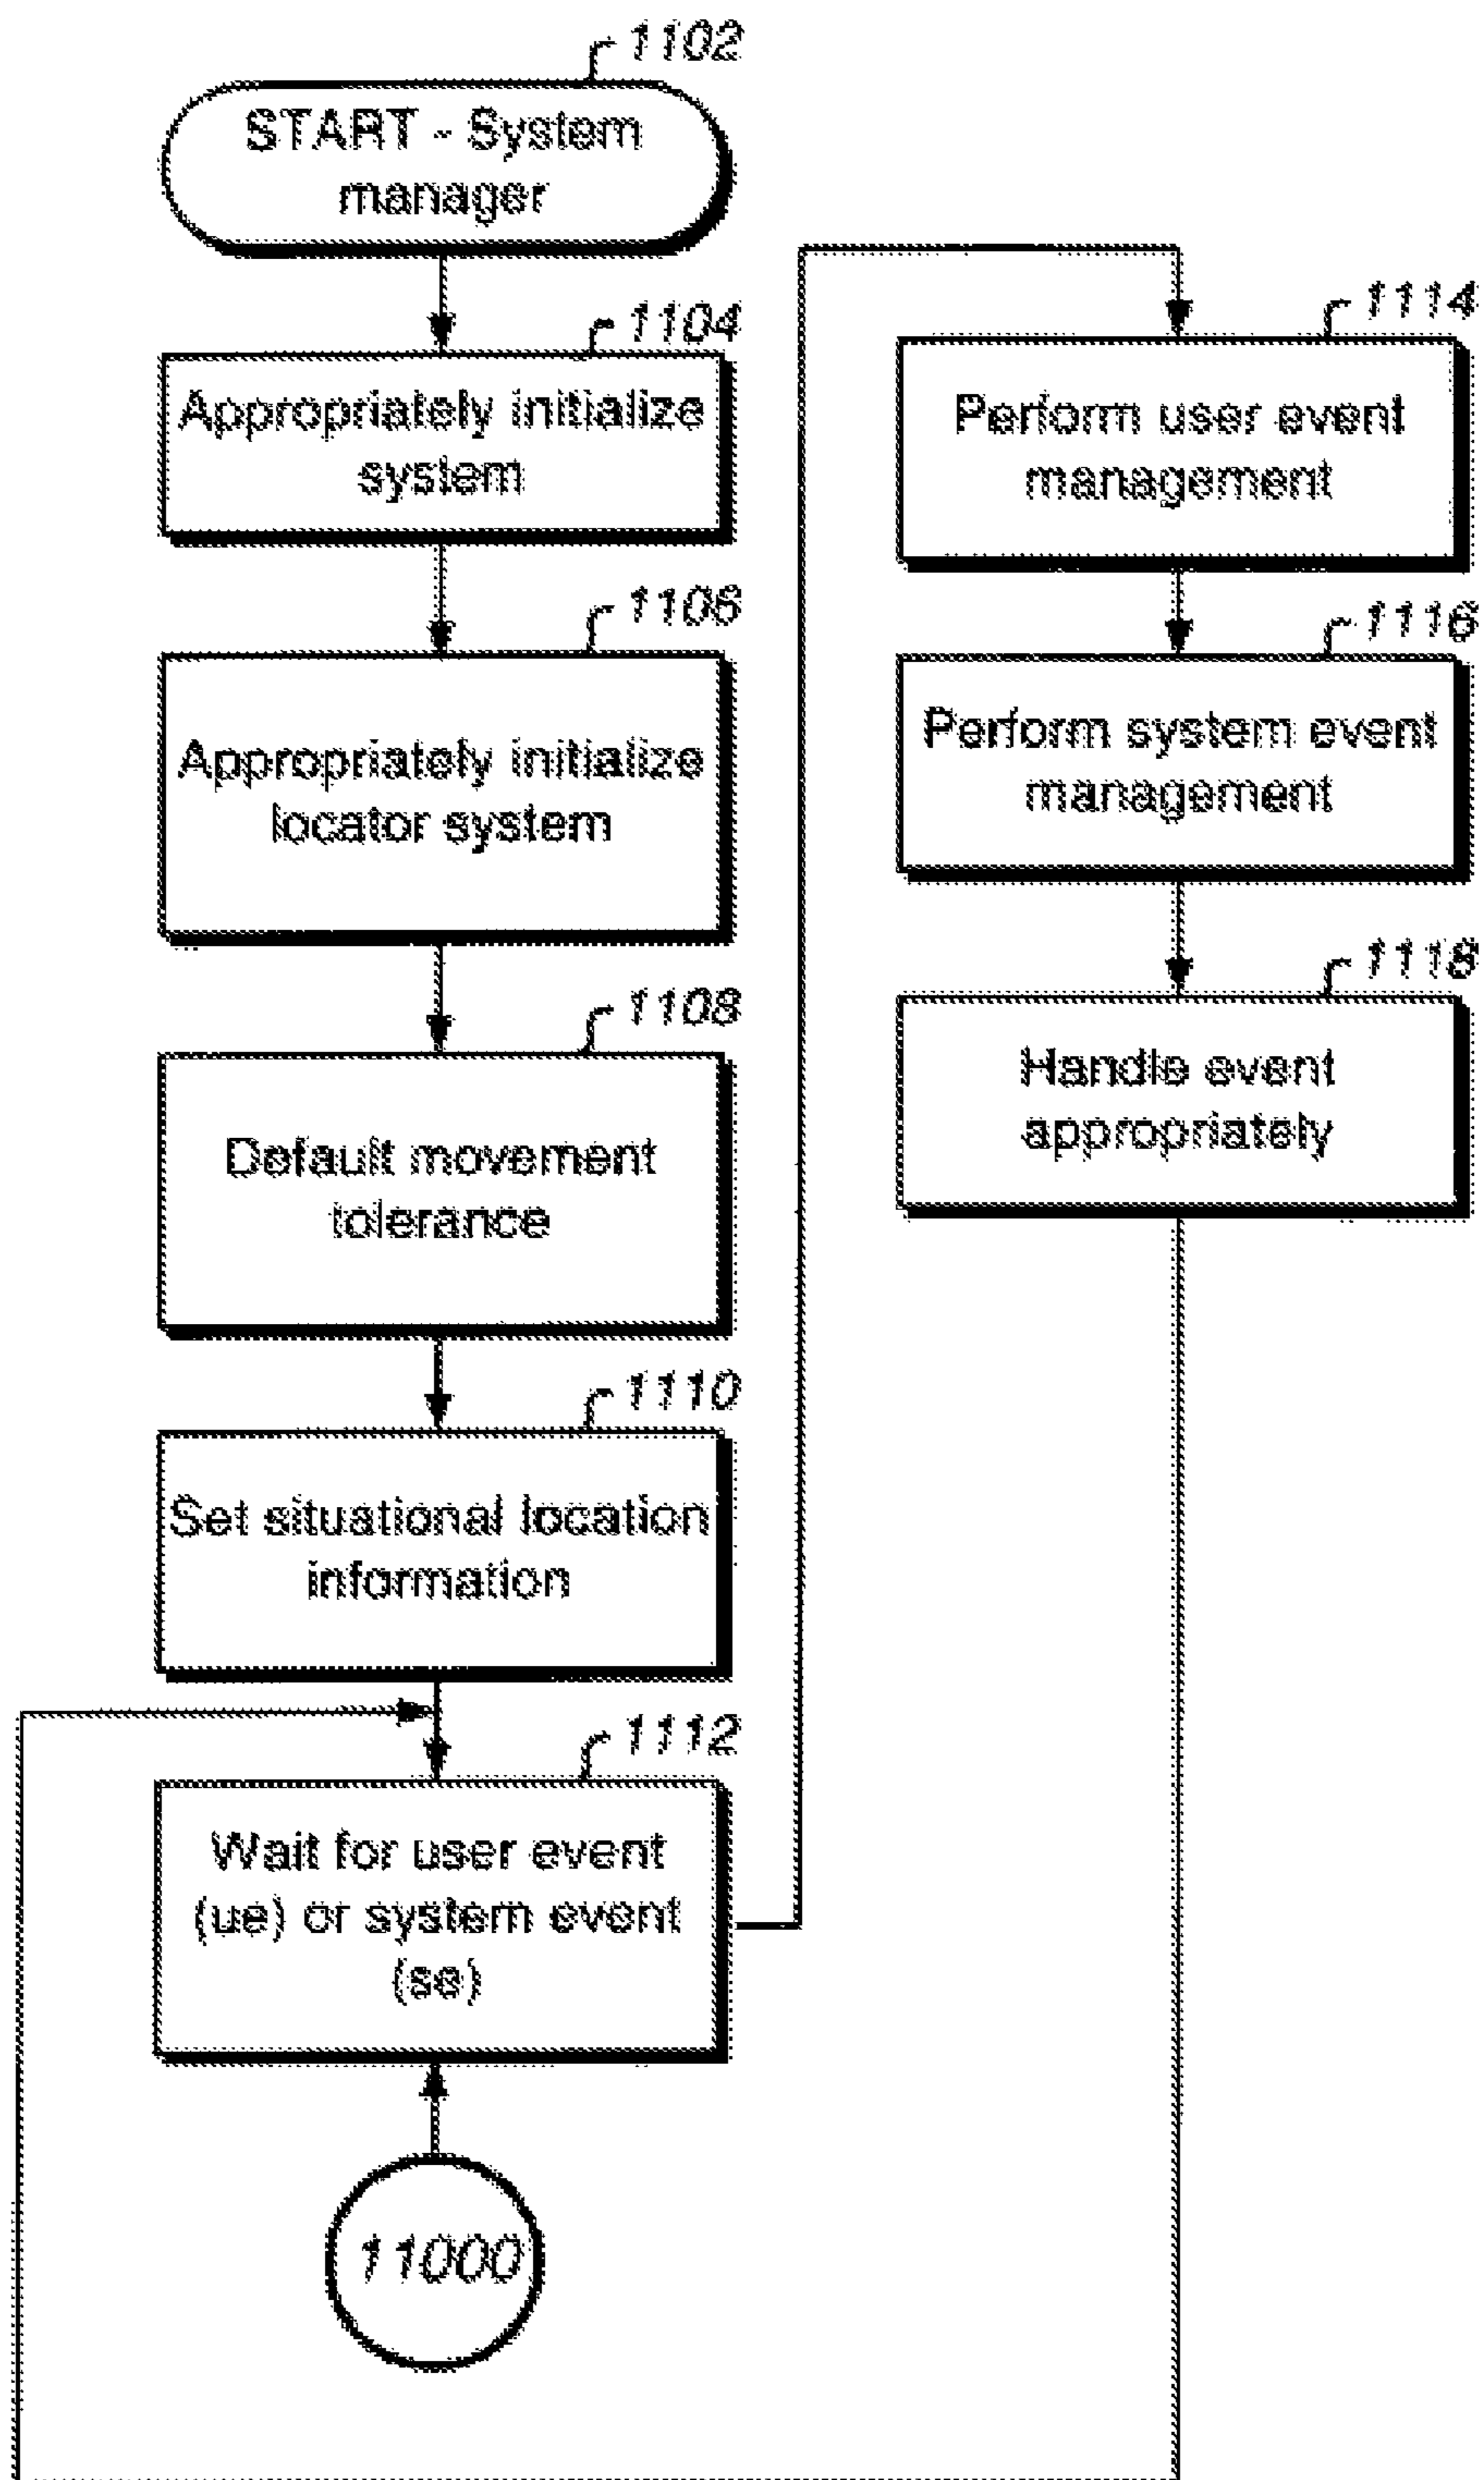 1102
START - System
manager
1104
Appropriately initialize
system
1106
Appropriately initialize
locator system
1108
Default movement
tolerance
1110
Set situational location
information
1112
Wait for user event
(ue) or system event
(se)
11000
1114
Perform user event
management
1116
Perform system event
management
1118
Handle event
appropriately